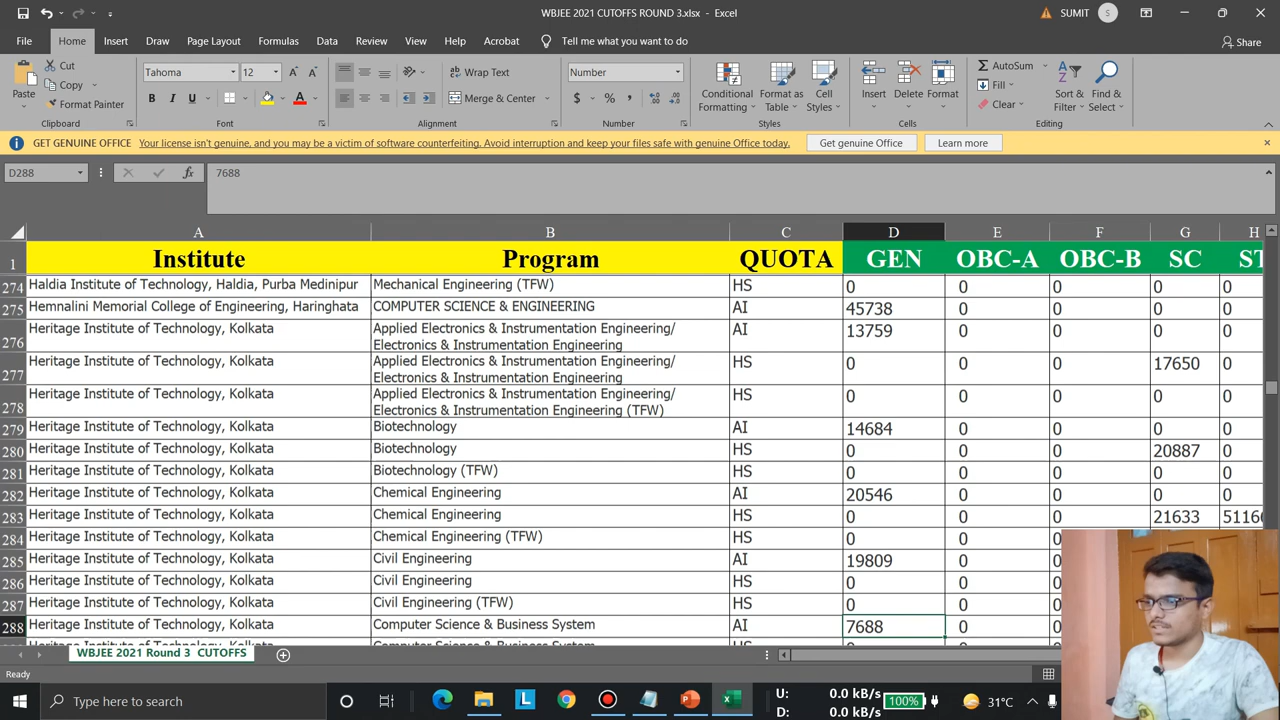 WBJEE 2021 CUTOFFS ROUND 3.xlsx - Excel
SUMIT S
File Home Insert Draw Page Layout Formulas Data Review View Help Acrobat Tell me what you want to do Share
Cut
Copy
Format Painter
Paste
Clipboard
Tahoma 12
B I U
Font
Wrap Text
Merge & Center
Alignment
Number
$ % ,
Number
Conditional Formatting
Format as Table
Cell Styles
Styles
Insert Delete Format
Cells
AutoSum
Fill
Clear
Sort & Filter
Find & Select
Editing
GET GENUINE OFFICE Your license isn't genuine, and you may be a victim of software counterfeiting. Avoid interruption and keep your files safe with genuine Office today. Get genuine Office Learn more
D288 fx 7688
A B C D E F G H
1 Institute Program QUOTA GEN OBC-A OBC-B SC ST
274 Haldia Institute of Technology, Haldia, Purba Medinipur Mechanical Engineering (TFW) HS 0 0 0 0 0
275 Hemnalini Memorial College of Engineering, Haringhata COMPUTER SCIENCE & ENGINEERING AI 45738 0 0 0 0
276 Heritage Institute of Technology, Kolkata Applied Electronics & Instrumentation Engineering/ AI 13759 0 0 0 0
Electronics & Instrumentation Engineering
277 Heritage Institute of Technology, Kolkata Applied Electronics & Instrumentation Engineering/ HS 0 0 0 17650 0
Electronics & Instrumentation Engineering
278 Heritage Institute of Technology, Kolkata Applied Electronics & Instrumentation Engineering/ HS 0 0 0 0 0
Electronics & Instrumentation Engineering (TFW)
279 Heritage Institute of Technology, Kolkata Biotechnology AI 14684 0 0 0 0
280 Heritage Institute of Technology, Kolkata Biotechnology HS 0 0 0 20887 0
281 Heritage Institute of Technology, Kolkata Biotechnology (TFW) HS 0 0 0 0 0
282 Heritage Institute of Technology, Kolkata Chemical Engineering AI 20546 0 0 0 0
283 Heritage Institute of Technology, Kolkata Chemical Engineering HS 0 0 0 21633
284 Heritage Institute of Technology, Kolkata Chemical Engineering (TFW) HS 0 0 0
285 Heritage Institute of Technology, Kolkata Civil Engineering AI 19809 0 0
286 Heritage Institute of Technology, Kolkata Civil Engineering HS 0 0 0
287 Heritage Institute of Technology, Kolkata Civil Engineering (TFW) HS 0 0 0
288 Heritage Institute of Technology, Kolkata Computer Science & Business System AI 7688 0 0
WBJEE 2021 Round 3 CUTOFFS
Ready
Type here to search
U: 0.0 kB/s
D: 0.0 kB/s
100%
31°C